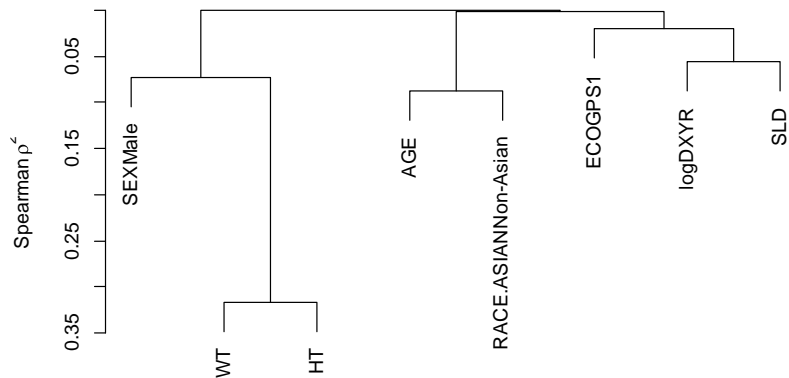 Spearman ρ²
0.05
0.15
0.25
0.35
SEXMale
WT
HT
AGE
RACE.ASIANNon-Asian
ECOGPS1
logDXYR
SLD